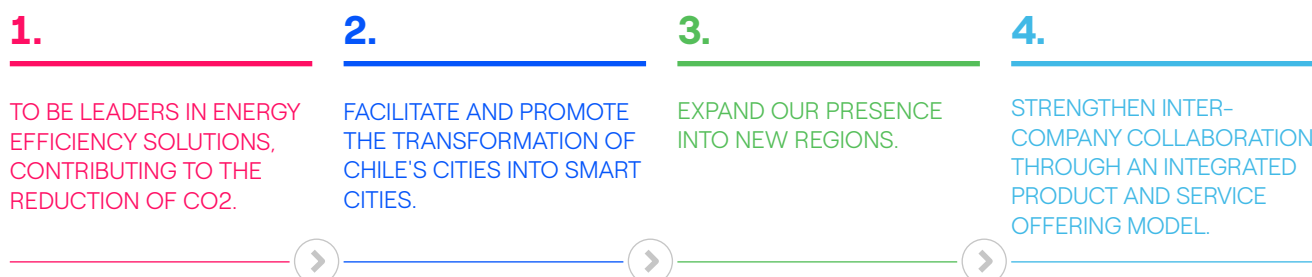 1.
TO BE LEADERS IN ENERGY
EFFICIENCY SOLUTIONS,
CONTRIBUTING TO THE
REDUCTION OF CO2.
2.
FACILITATE AND PROMOTE
THE TRANSFORMATION OF
CHILE'S CITIES INTO SMART
CITIES.
3.
EXPAND OUR PRESENCE
INTO NEW REGIONS.
4.
STRENGTHEN INTER-
COMPANY COLLABORATION
THROUGH AN INTEGRATED
PRODUCT AND SERVICE
OFFERING MODEL.